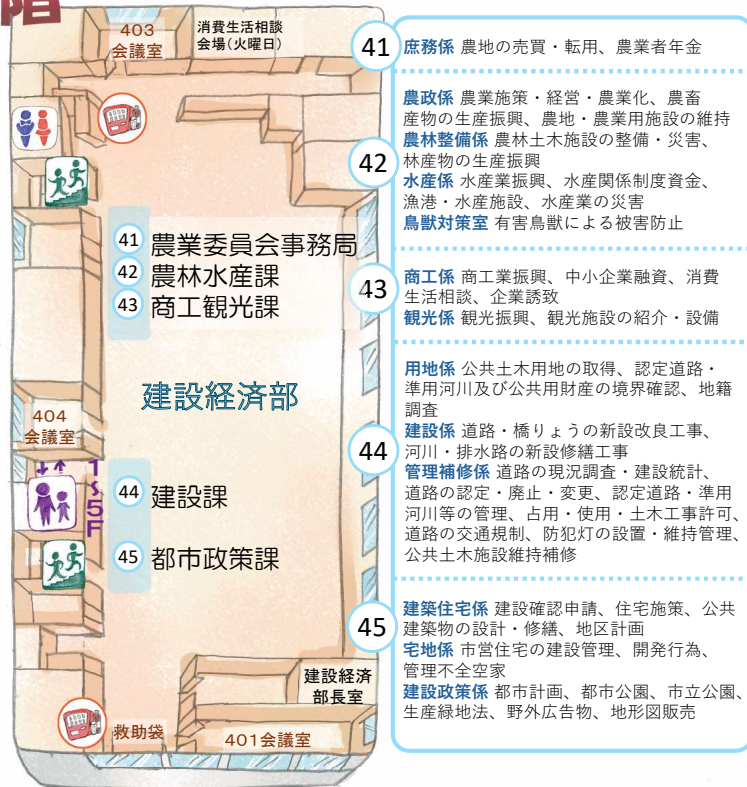 階
403
会議室
消費生活相談
会場(火曜日)
41 農業委員会事務局
42 農林水産課
43 商工観光課
建設経済部
404
会議室
1～5F
44 建設課
45 都市政策課
建設経済
部長室
救助袋
401会議室
41
庶務係 農地の売買・転用、農業者年金
42
農政係 農業施策・経営・農業化、農畜
産物の生産振興、農地・農業用施設の維持
農林整備係 農林土木施設の整備・災害、
林産物の生産振興
水産係 水産業振興、水産関係制度資金、
漁港・水産施設、水産業の災害
鳥獣対策室 有害鳥獣による被害防止
43
商工係 商工業振興、中小企業融資、消費
生活相談、企業誘致
観光係 観光振興、観光施設の紹介・設備
44
用地係 公共土木用地の取得、認定道路・
準用河川及び公共用財産の境界確認、地籍
調査
建設係 道路・橋りょうの新設改良工事、
河川・排水路の新設修繕工事
管理補修係 道路の現況調査・建設統計、
道路の認定・廃止・変更、認定道路・準用
河川等の管理、占用・使用・土木工事許可、
道路の交通規制、防犯灯の設置・維持管理、
公共土木施設維持補修
45
建築住宅係 建設確認申請、住宅施策、公共
建築物の設計・修繕、地区計画
宅地係 市営住宅の建設管理、開発行為、
管理不全空家
建設政策係 都市計画、都市公園、市立公園、
生産緑地法、野外広告物、地形図販売